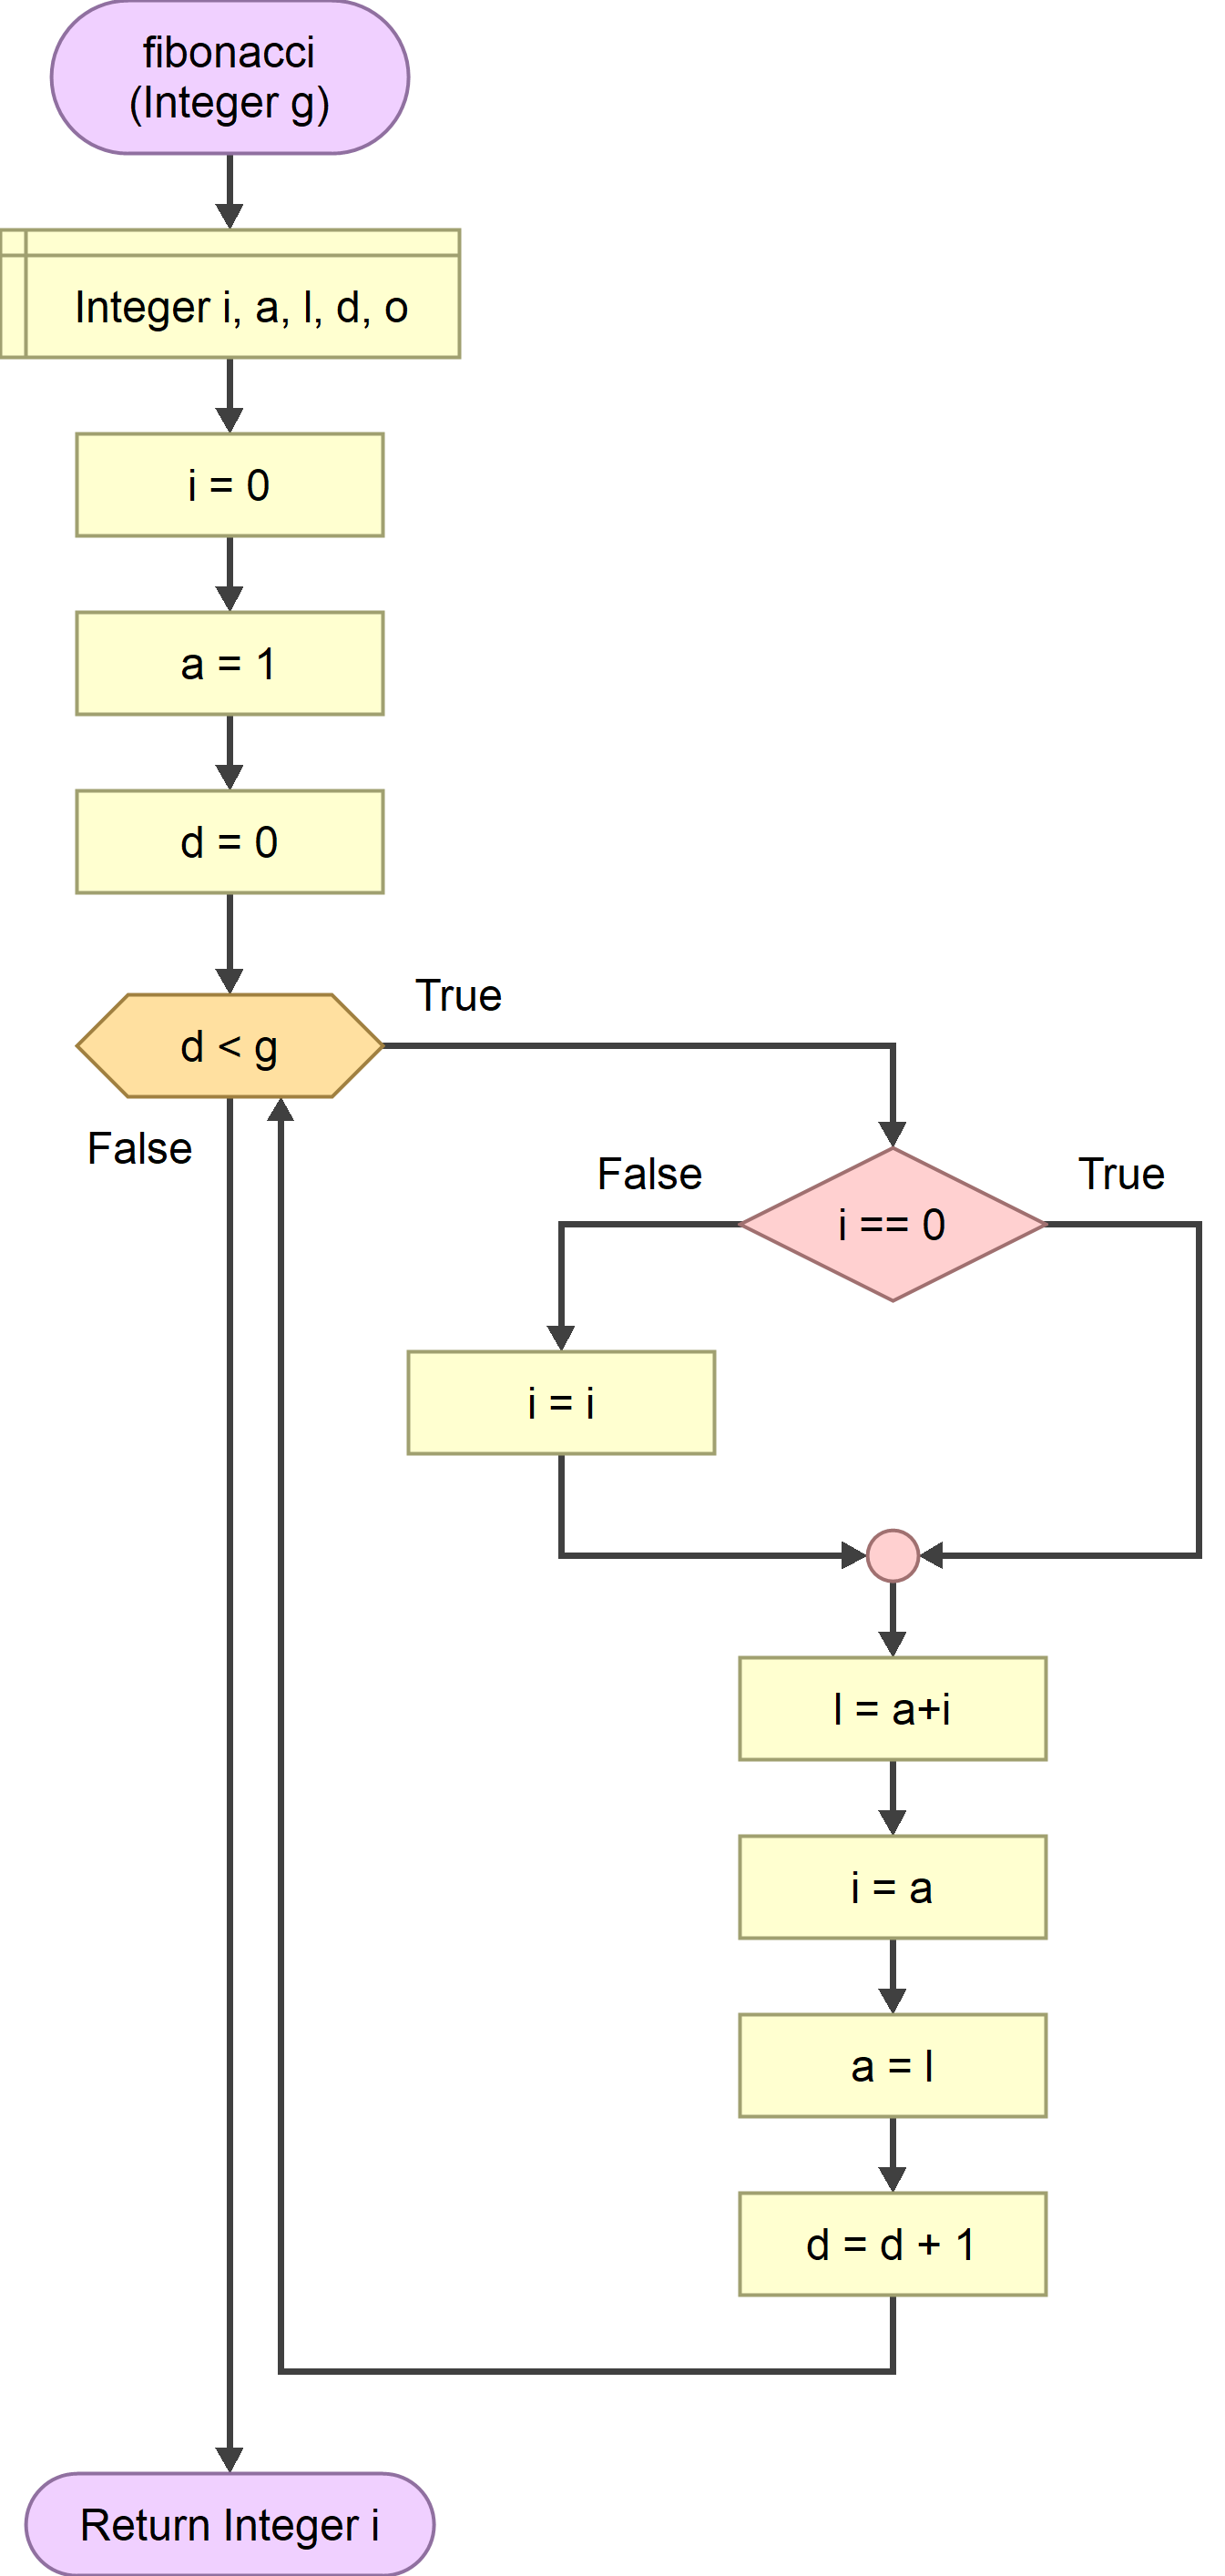 fibonacci
(Integer g)
Integer i, a, l, d, o
i = 0
a = 1
d = 0
d < g
True
False
i == 0
False
True
i = i
l = a+i
i = a
a = l
d = d + 1
Return Integer i